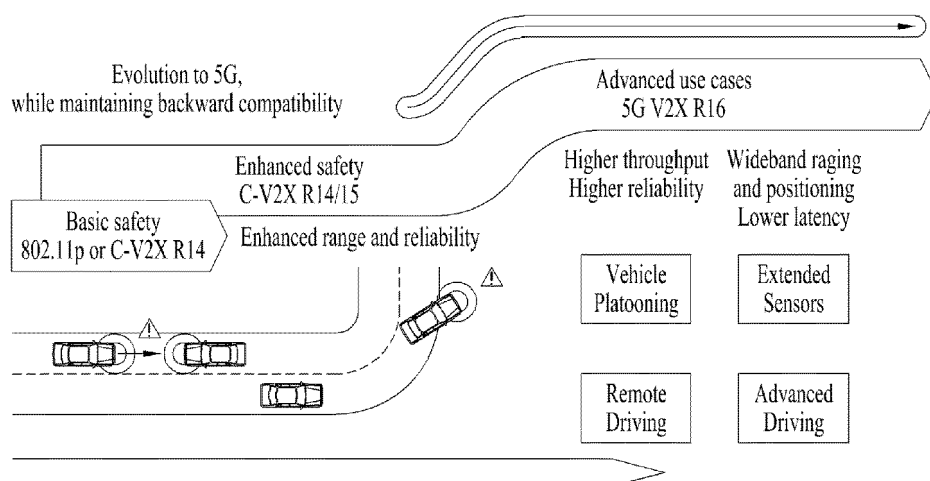 Evolution to 5G,
while maintaining backward compatibility
Advanced use cases
5G V2X R16
Enhanced safety
C-V2X R14/15
Higher throughput
Higher reliability
Wideband raging
and positioning
Lower latency
Basic safety
802.11p or C-V2X R14
Enhanced range and reliability
Vehicle
Platooning
Extended
Sensors
Remote
Driving
Advanced
Driving